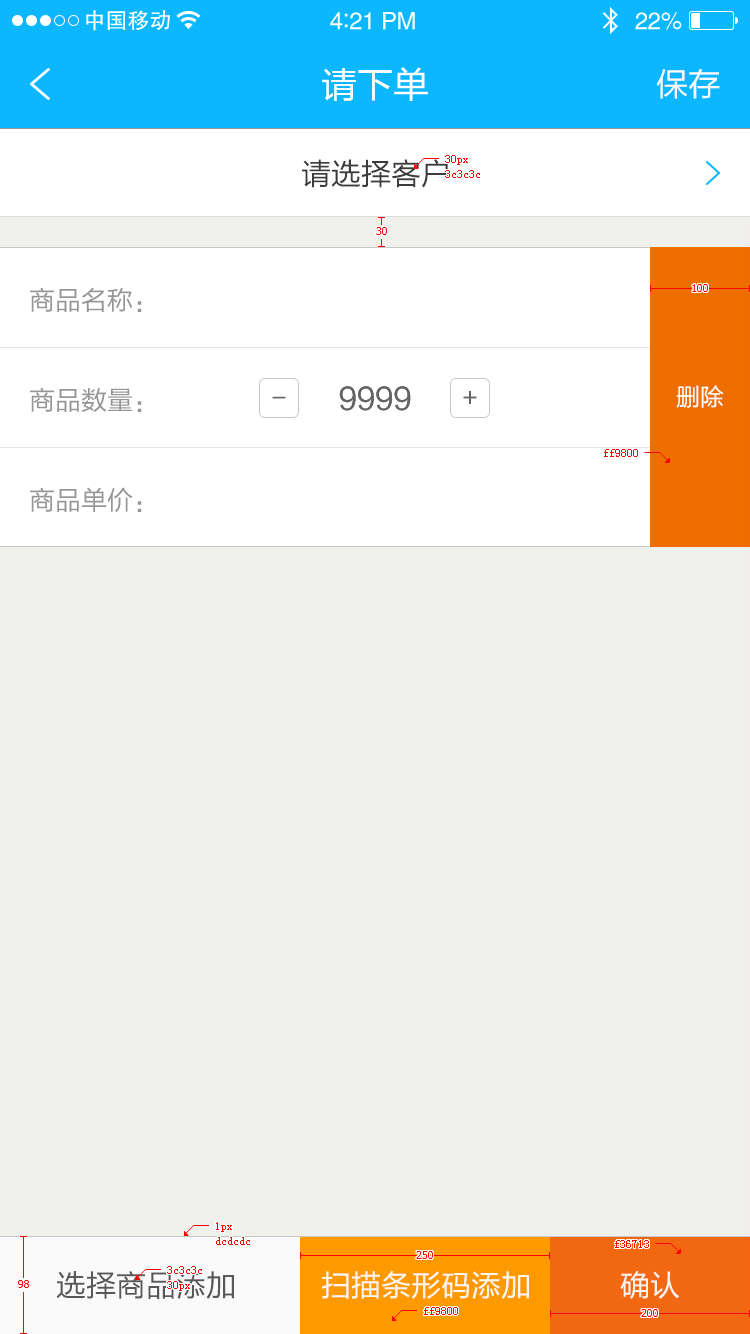 中国移动 4:21 PM 22%
请下单 保存
30px
请选择客户
3c3c3c
30
商品名称：
100
商品数量： − 9999 + 删除
ff9800
商品单价：
1px
dcdcdc
250 f36713
3c3c3c
98 选择商品添加 扫描条形码添加 确认
30px
ff9800 200